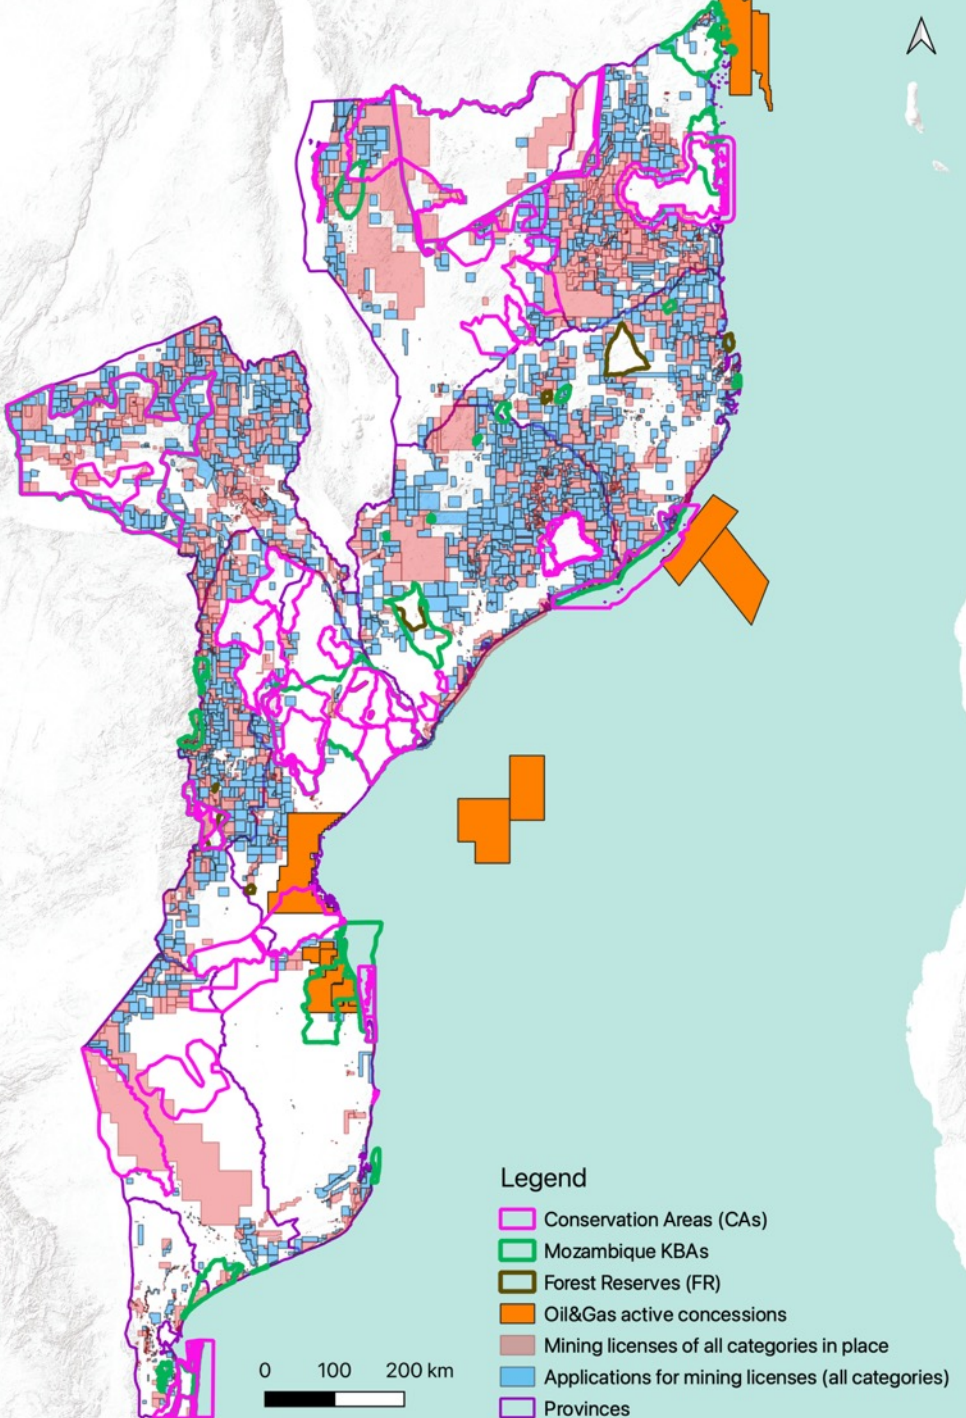 Legend
Conservation Areas (CAs)
Mozambique KBAs
Forest Reserves (FR)
Oil&Gas active concessions
Mining licenses of all categories in place
Applications for mining licenses (all categories)
Provinces
0 100 200 km